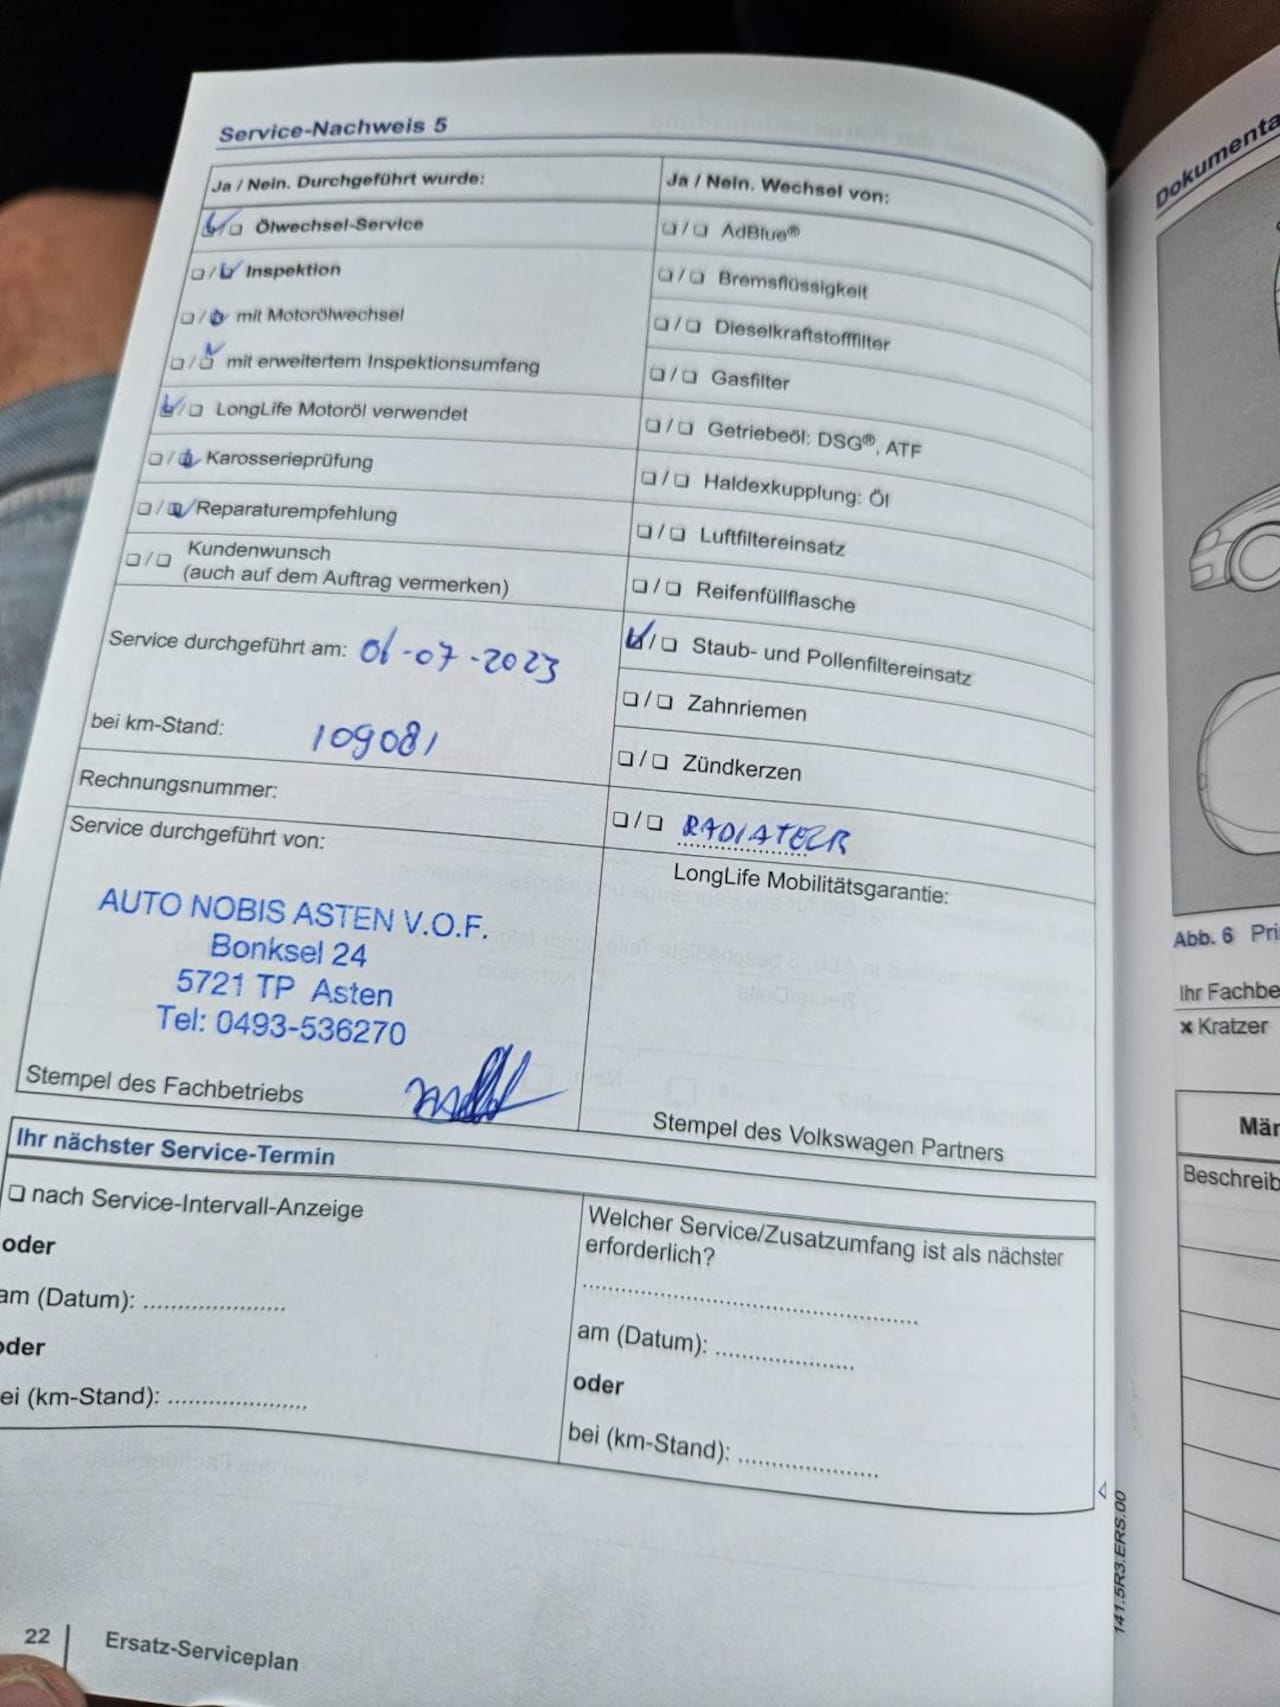 Service-Nachweis 5
Ja / Nein. Durchgeführt wurde:
Ölwechsel-Service
Inspektion
mit Motorölwechsel
mit erweitertem Inspektionsumfang
LongLife Motoröl verwendet
Karosserieprüfung
Reparaturempfehlung
Kundenwunsch
(auch auf dem Auftrag vermerken)
Service durchgeführt am: 06-07-2023
bei km-Stand: 109081
Rechnungsnummer:
Service durchgeführt von:
AUTO NOBIS ASTEN V.O.F.
Bonksel 24
5721 TP Asten
Tel: 0493-536270
Stempel des Fachbetriebs
Ja / Nein. Wechsel von:
AdBlue®
Bremsflüssigkeit
Dieselkraftstofffilter
Gasfilter
Getriebeöl: DSG®, ATF
Haldexkupplung: Öl
Luftfiltereinsatz
Reifenfüllflasche
Staub- und Pollenfiltereinsatz
Zahnriemen
Zündkerzen
RADIATEUR
LongLife Mobilitätsgarantie:
Stempel des Volkswagen Partners
Ihr nächster Service-Termin
nach Service-Intervall-Anzeige
oder
am (Datum): ......................
oder
ei (km-Stand): ......................
Welcher Service/Zusatzumfang ist als nächster
erforderlich?
am (Datum): ......................
oder
bei (km-Stand): ......................
141.5R3.ERS.00
22
Ersatz-Serviceplan
Dokumenta
Abb. 6 Pri
Ihr Fachbe
× Kratzer
Män
Beschreib